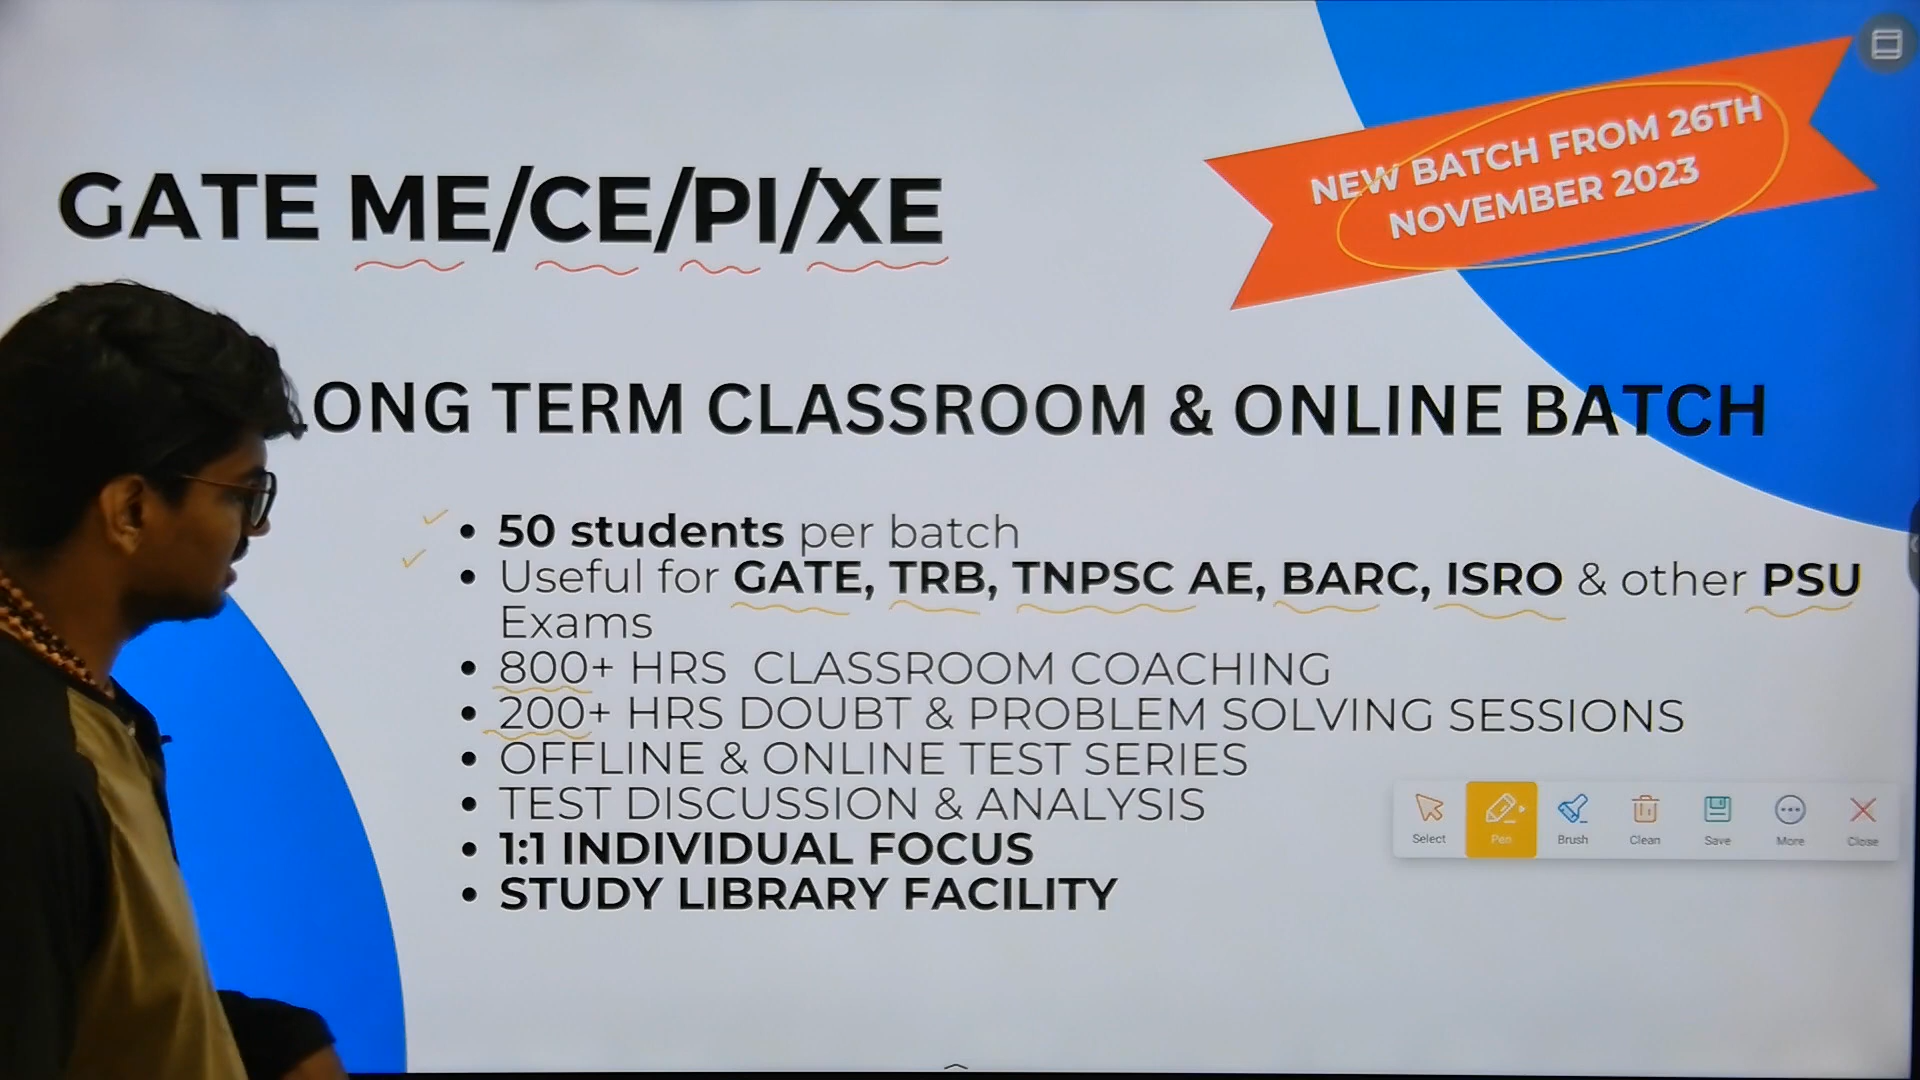 NEW BATCH FROM 26TH
NOVEMBER 2023
GATE ME/CE/PI/XE
LONG TERM CLASSROOM & ONLINE BATCH
• 50 students per batch
• Useful for GATE, TRB, TNPSC AE, BARC, ISRO & other PSU
Exams
• 800+ HRS CLASSROOM COACHING
• 200+ HRS DOUBT & PROBLEM SOLVING SESSIONS
• OFFLINE & ONLINE TEST SERIES
• TEST DISCUSSION & ANALYSIS
• 1:1 INDIVIDUAL FOCUS
• STUDY LIBRARY FACILITY
Select Pen Brush Clean Save More Close